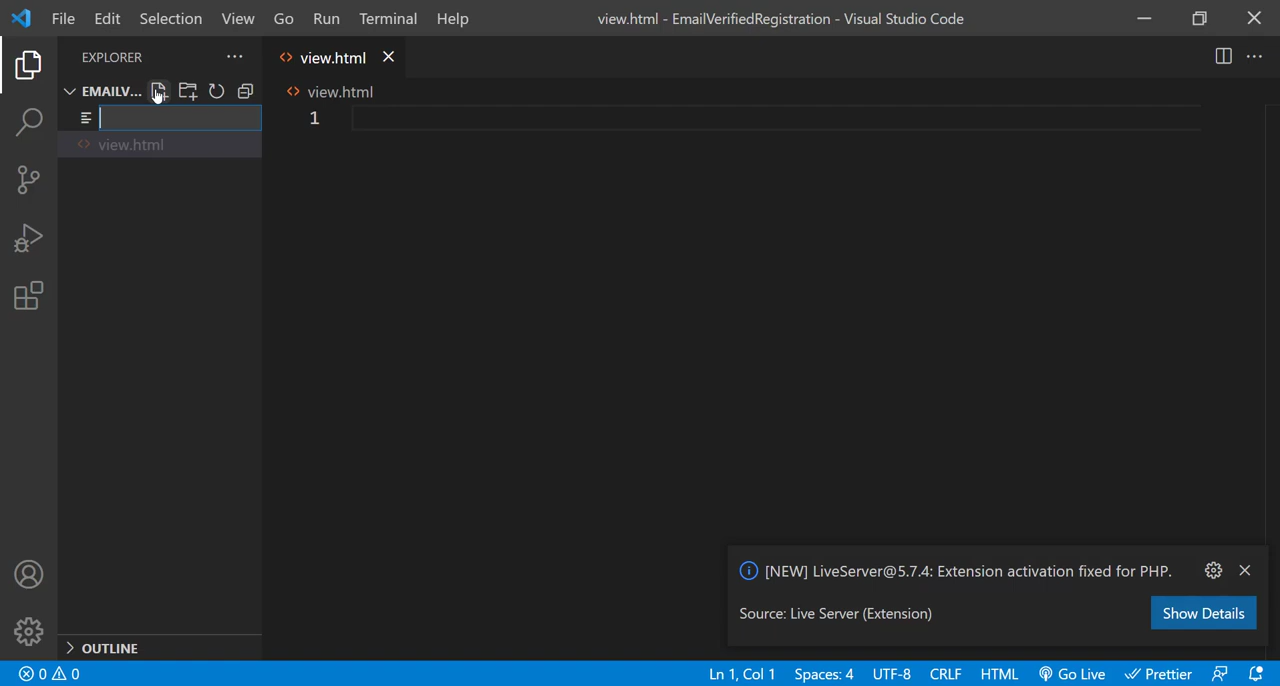 File Edit Selection View Go Run Terminal Help
view.html - EmailVerifiedRegistration - Visual Studio Code
EXPLORER
view.html
EMAILV...
view.html
view.html
1
[NEW] LiveServer@5.7.4: Extension activation fixed for PHP.
Source: Live Server (Extension)
Show Details
OUTLINE
0 0
Ln 1, Col 1 Spaces: 4 UTF-8 CRLF HTML Go Live Prettier